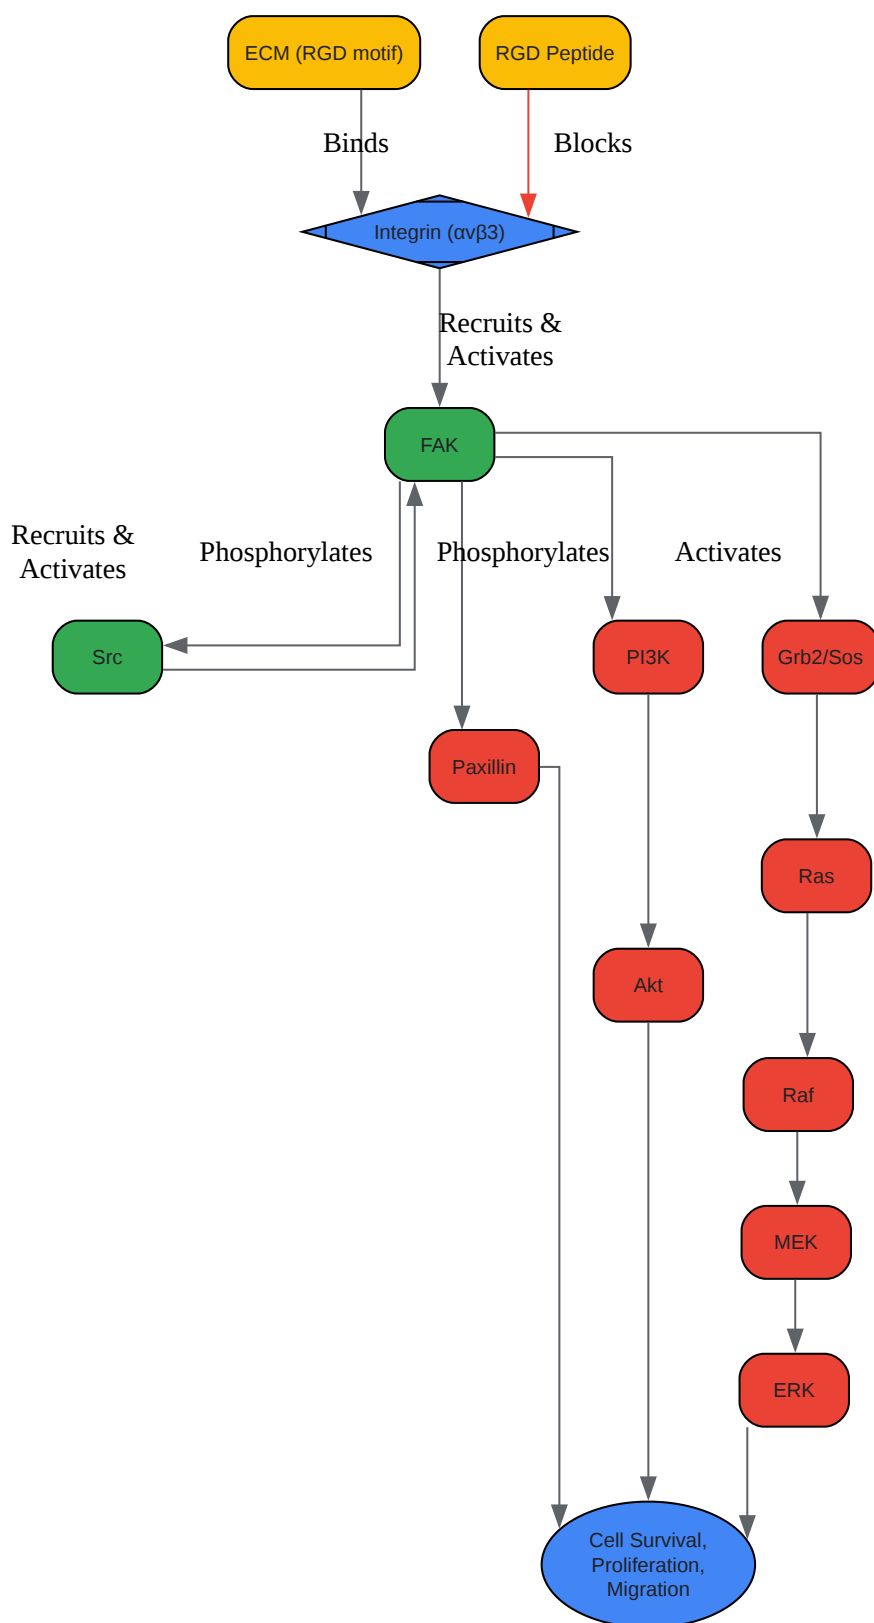 ECM (RGD motif)
RGD Peptide
Binds
Blocks
Integrin (αvβ3)
Recruits &
Activates
FAK
Recruits &
Activates
Phosphorylates
Phosphorylates
Activates
Src
PI3K
Grb2/Sos
Paxillin
Ras
Akt
Raf
MEK
ERK
Cell Survival,
Proliferation,
Migration